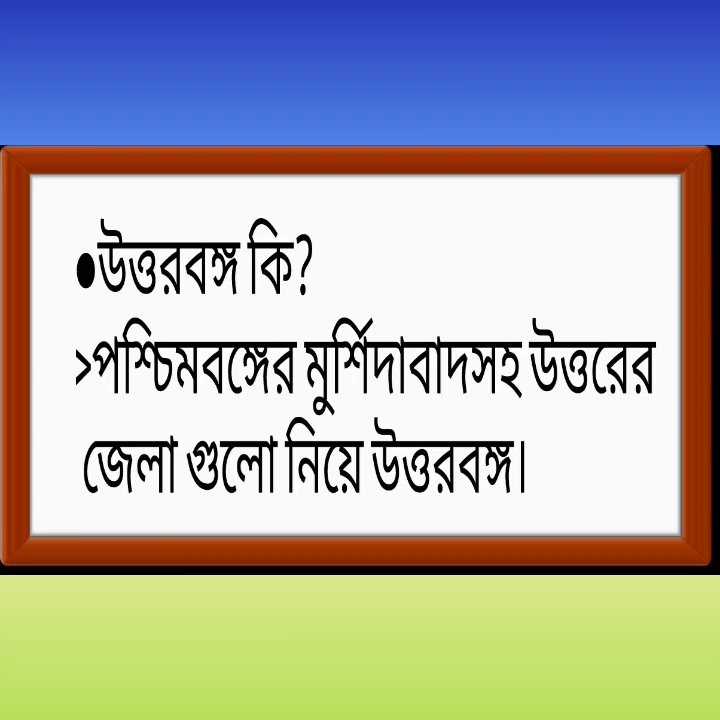 ●উত্তরবঙ্গ কি?
>পশ্চিমবঙ্গের মুর্শিদাবাদসহ উত্তরের
জেলা গুলো নিয়ে উত্তরবঙ্গ।